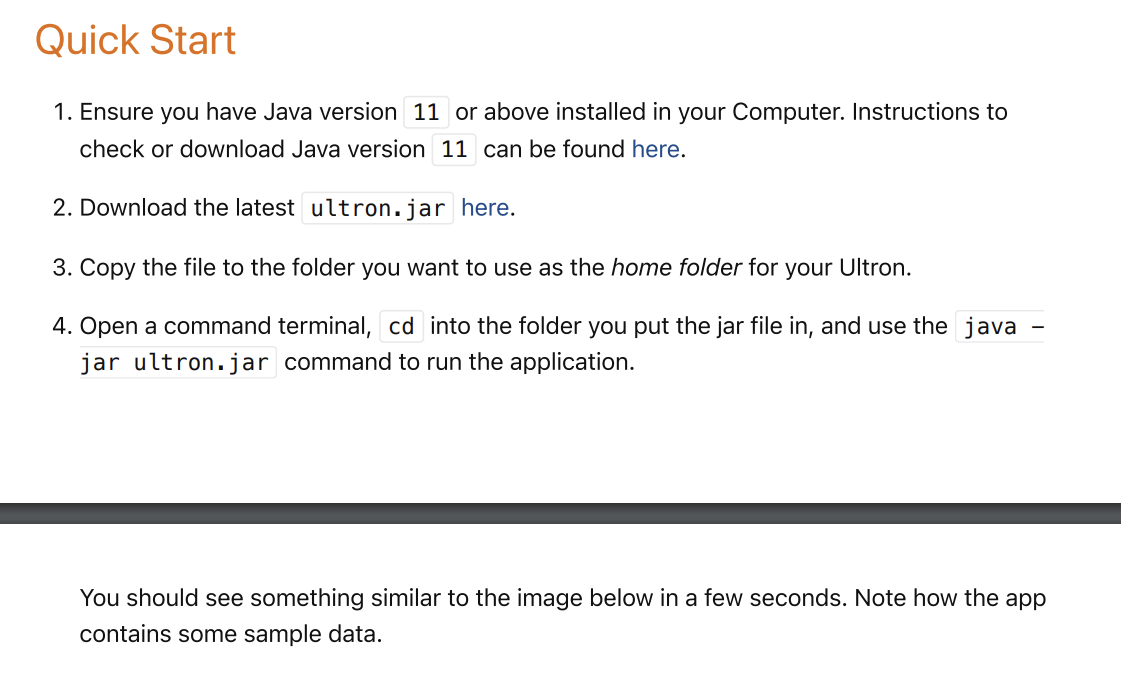 Quick Start
1. Ensure you have Java version 11 or above installed in your Computer. Instructions to
check or download Java version 11 can be found here.
2. Download the latest ultron.jar here.
3. Copy the file to the folder you want to use as the home folder for your Ultron.
4. Open a command terminal, cd into the folder you put the jar file in, and use the java -
jar ultron.jar command to run the application.
You should see something similar to the image below in a few seconds. Note how the app
contains some sample data.